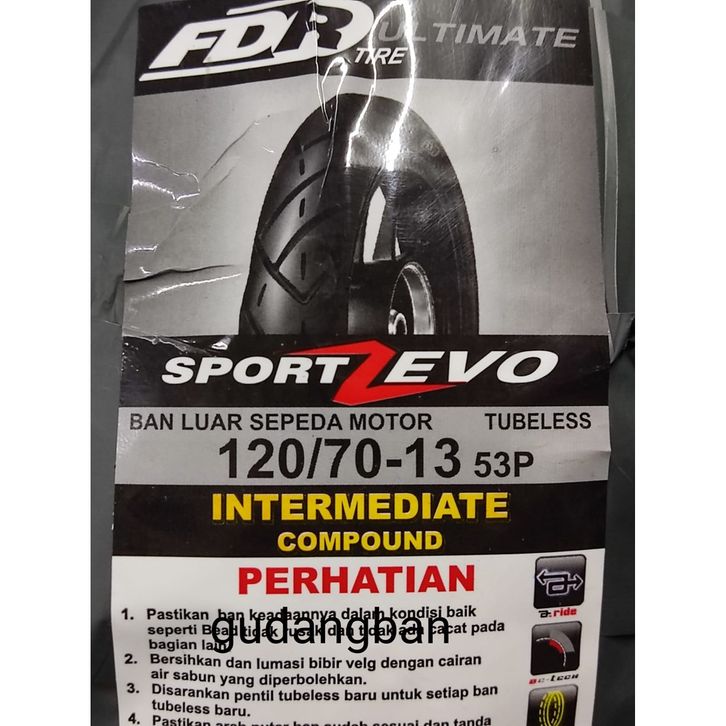 FDR ULTIMATE
TIRE
SPORT ZEVO
BAN LUAR SEPEDA MOTOR TUBELESS
120/70-13 53P
INTERMEDIATE
COMPOUND
PERHATIAN
1. Pastikan ban keadaannya dalam kondisi baik
seperti Bead tidak rusak dan tidak ada cacat pada
bagian lain
gudangban
2. Bersihkan dan lumasi bibir velg dengan cairan
air sabun yang diperbolehkan.
3. Disarankan pentil tubeless baru untuk setiap ban
tubeless baru.
4. Pastikan arah putar ban sudah sesuai dan tanda
a.ride